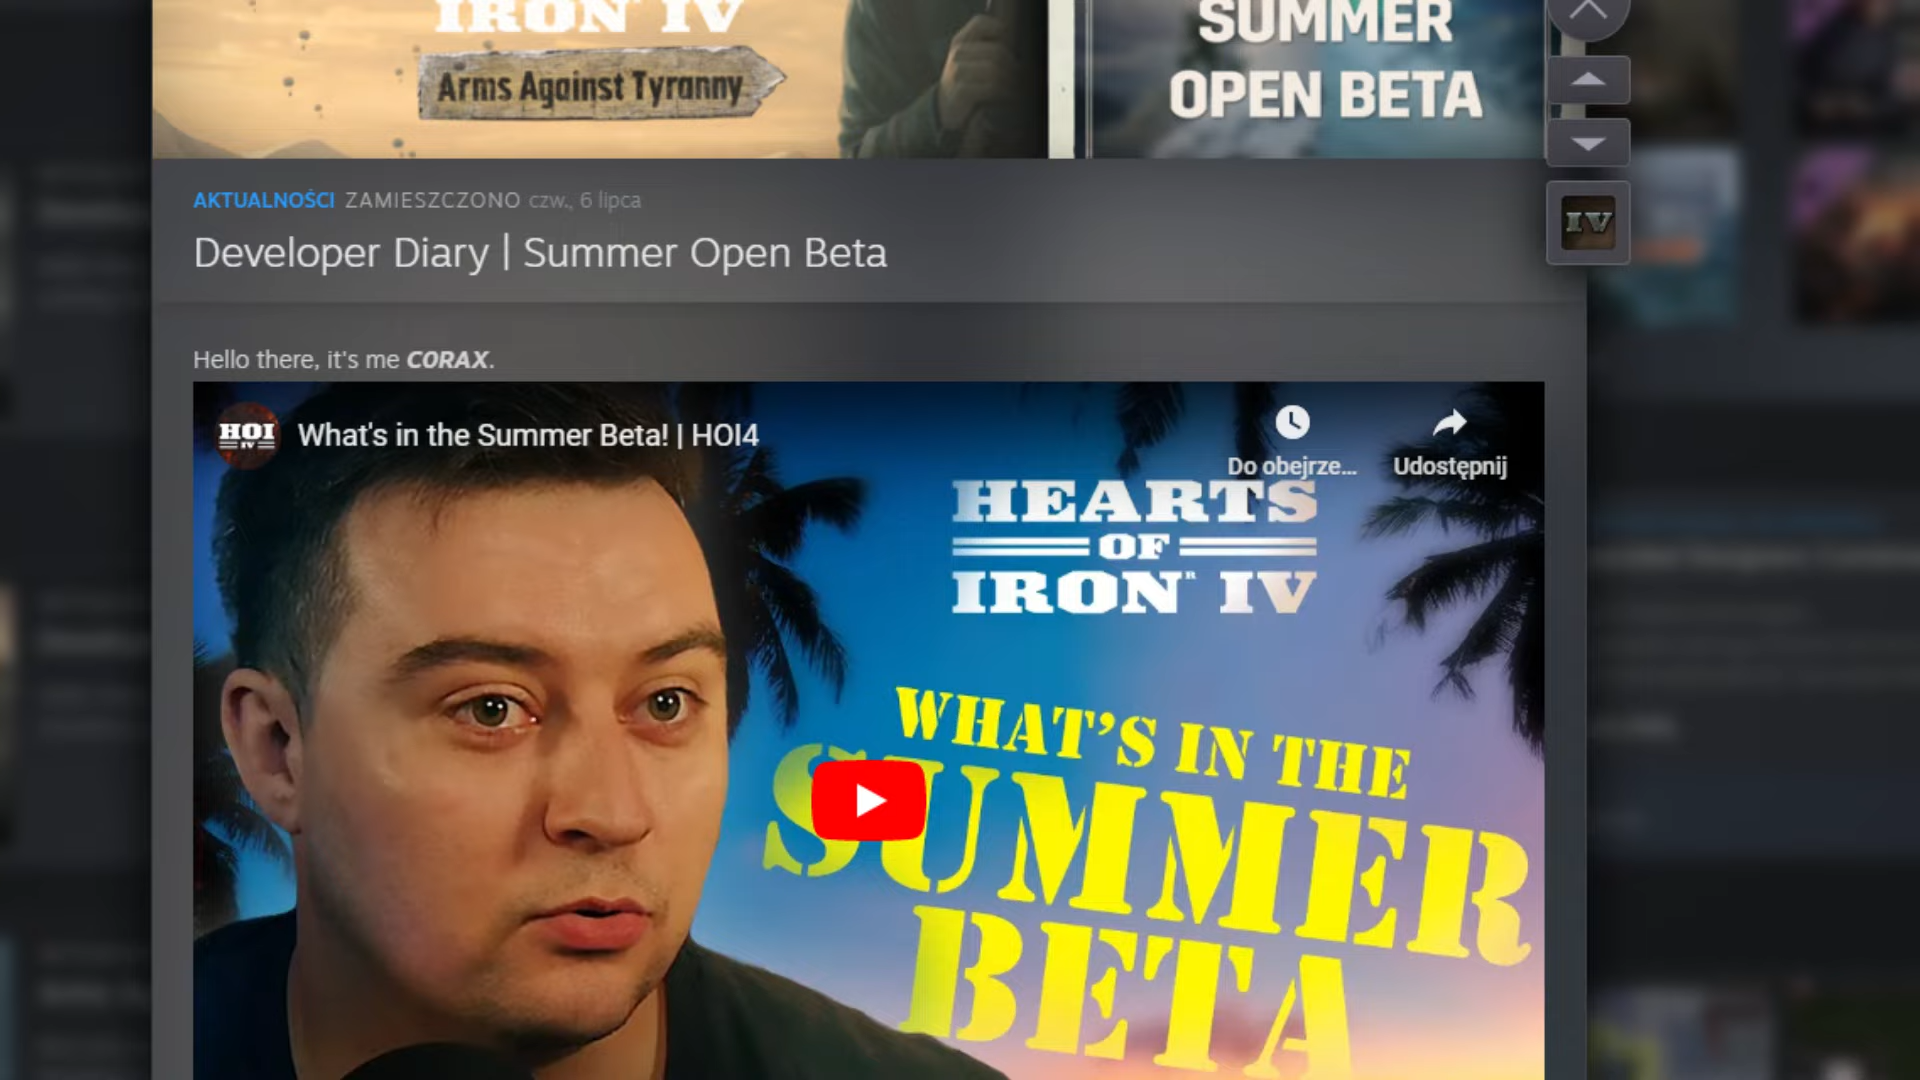 IRON IV
Arms Against Tyranny
SUMMER
OPEN BETA
AKTUALNOŚCI ZAMIESZCZONO czw., 6 lipca
IV
Developer Diary | Summer Open Beta
Hello there, it's me CORAX.
HOI
IV
What's in the Summer Beta! | HOI4
Do obejrze...
Udostępnij
HEARTS
OF
IRON IV
WHAT'S IN THE
SUMMER
BETA